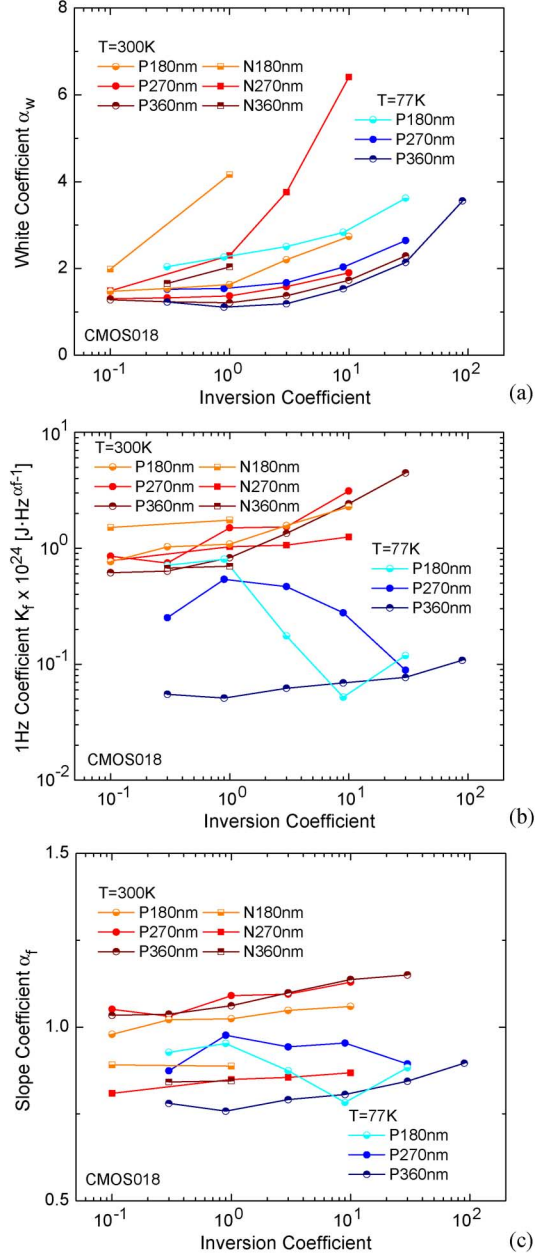 8
6
4
2
0
White Coefficient α_w
T=300K
P180nm N180nm
P270nm N270nm
P360nm N360nm
T=77K
P180nm
P270nm
P360nm
CMOS018
10⁻¹ 10⁰ 10¹ 10²
Inversion Coefficient
(a)
10¹
10⁰
10⁻¹
10⁻²
1Hz Coefficient K_f x 10²⁴ [J·Hz^αf-1]
T=300K
P180nm N180nm
P270nm N270nm
P360nm N360nm
T=77K
P180nm
P270nm
P360nm
CMOS018
10⁻¹ 10⁰ 10¹ 10²
Inversion Coefficient
(b)
1.5
1.0
0.5
Slope Coefficient α_f
T=300K
P180nm N180nm
P270nm N270nm
P360nm N360nm
T=77K
P180nm
P270nm
P360nm
CMOS018
10⁻¹ 10⁰ 10¹ 10²
Inversion Coefficient
(c)